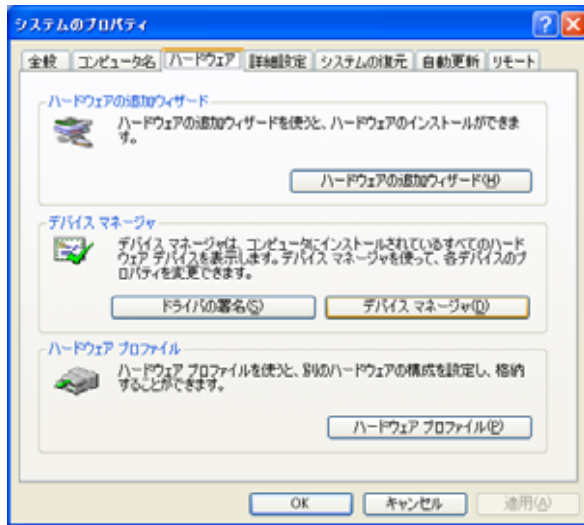 システムのプロパティ
全般 コンピュータ名 ハードウェア 詳細設定 システムの復元 自動更新 リモート
ハードウェアの追加ウィザード
ハードウェアの追加ウィザードを使うと、ハードウェアのインストールができま
す。
ハードウェアの追加ウィザード(H)
デバイス マネージャ
デバイス マネージャは、コンピュータにインストールされているすべてのハード
ウェア デバイスを表示します。デバイス マネージャを使って、各デバイスのプ
ロパティを変更できます。
ドライバの署名(S) デバイス マネージャ(D)
ハードウェア プロファイル
ハードウェア プロファイルを使うと、別のハードウェアの構成を設定し、格納
することができます。
ハードウェア プロファイル(P)
OK キャンセル 適用(A)